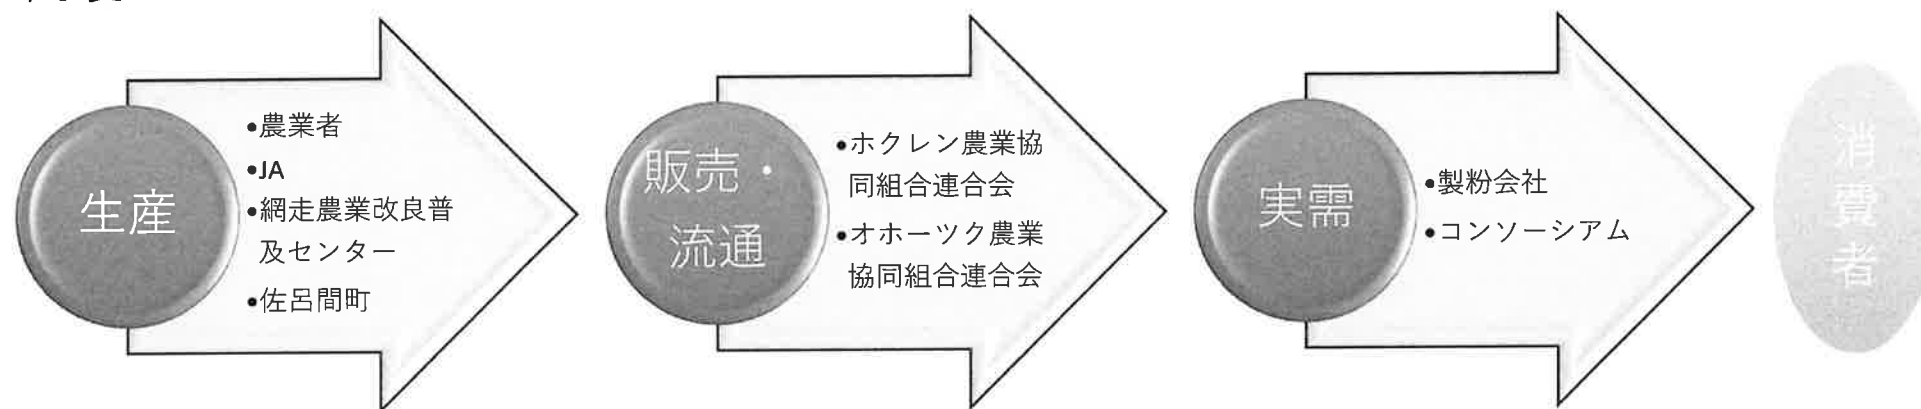 生産
•農業者
•JA
•網走農業改良普
及センター
•佐呂間町
販売・
流通
•ホクレン農業協
同組合連合会
•オホーツク農業
協同組合連合会
実需
•製粉会社
•コンソーシアム
消
費
者